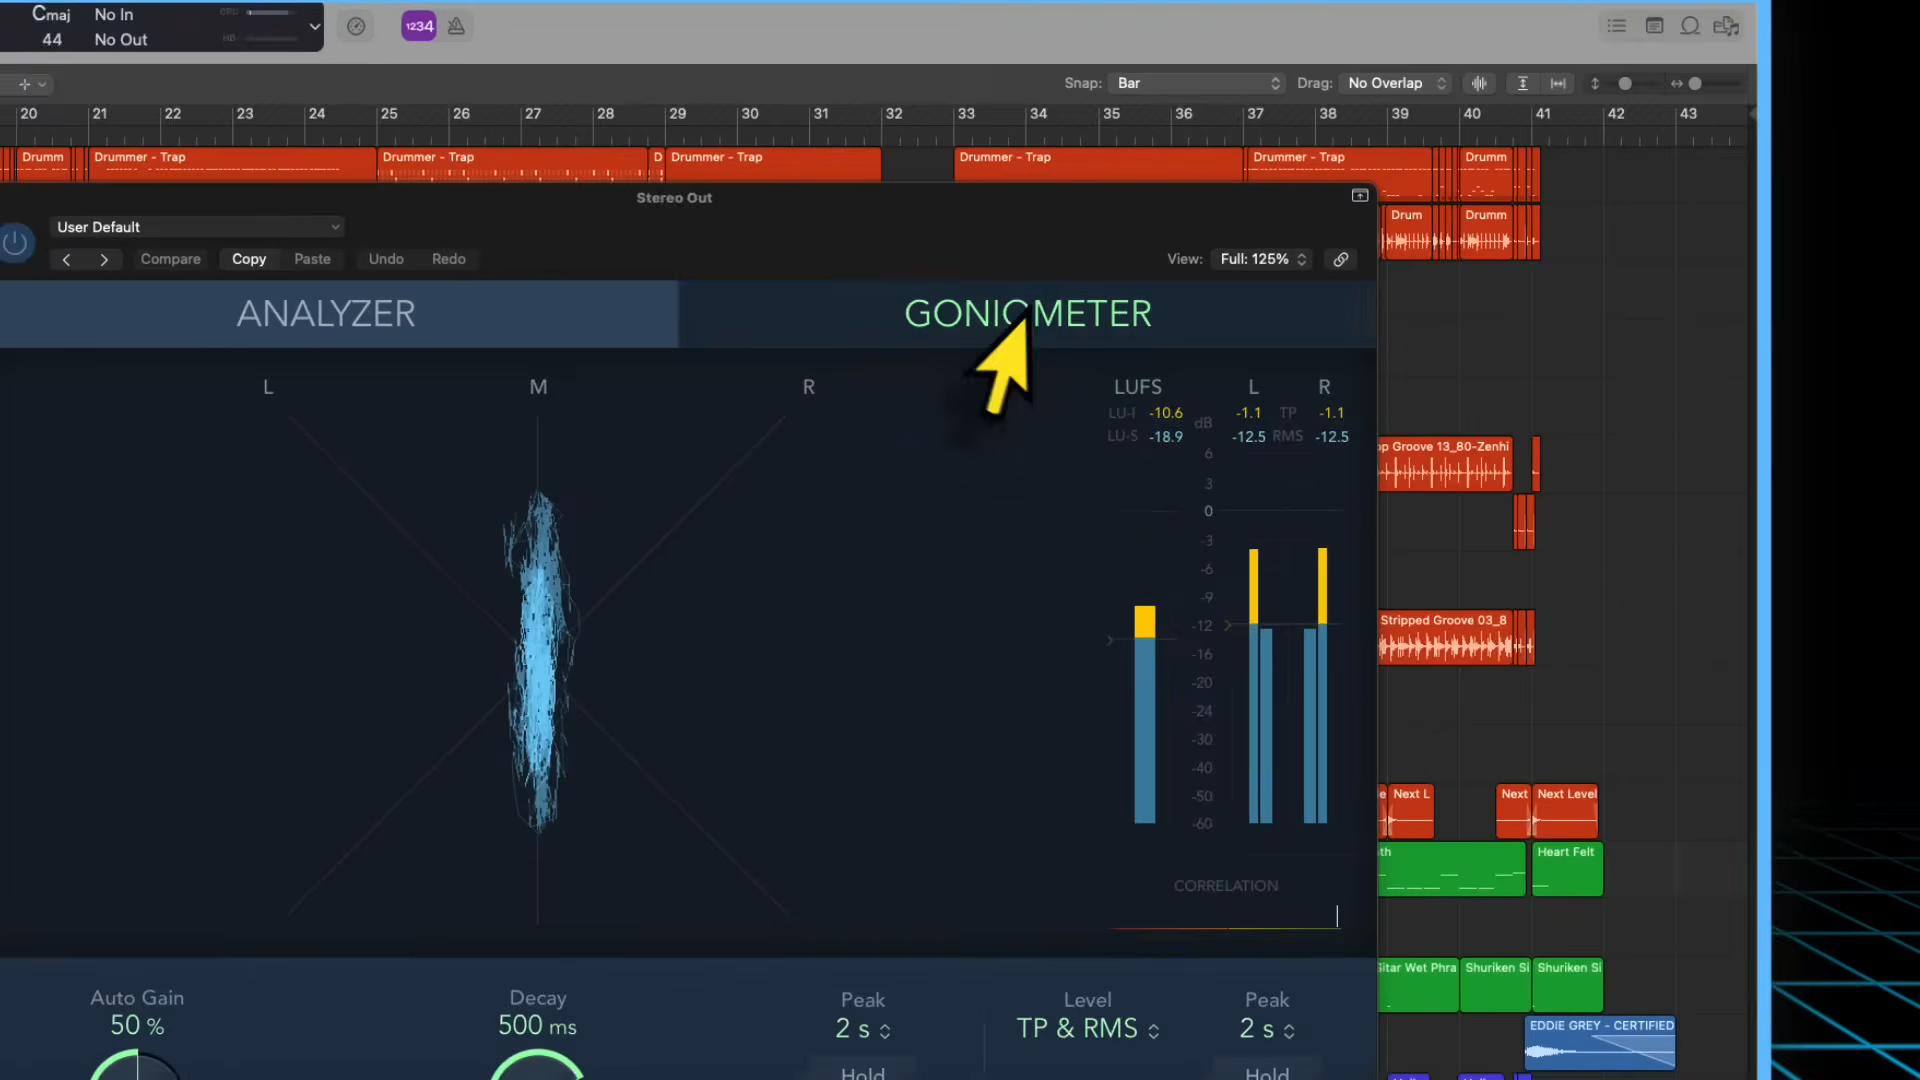 Cmaj
No In
CPU
44
No Out
HD
1234
Snap: Bar
Drag: No Overlap
20 21 22 23 24 25 26 27 28 29 30 31 32 33 34 35 36 37 38 39 40 41 42 43
Drumm
Drummer - Trap
Drummer - Trap
D
Drummer - Trap
Drummer - Trap
Drummer - Trap
Drumm
Stereo Out
Drum
Drumm
User Default
Compare
Copy
Paste
Undo
Redo
View: Full: 125%
ANALYZER
GONIOMETER
L
M
R
LUFS
L
R
LU-I -10.6
-1.1 TP -1.1
dB
LU-S -18.9
-12.5 RMS -12.5
6
3
0
-3
-6
-9
-12
-16
-20
-24
-30
-40
-50
-60
op Groove 13_80-Zenhi
Stripped Groove 03_8
e
Next L
Next
Next Level
th
Heart Felt
CORRELATION
Sitar Wet Phra
Shuriken Si
Shuriken Si
EDDIE GREY - CERTIFIED
Auto Gain
50 %
Decay
500 ms
Peak
2 s
Hold
Level
TP & RMS
Peak
2 s
Hold